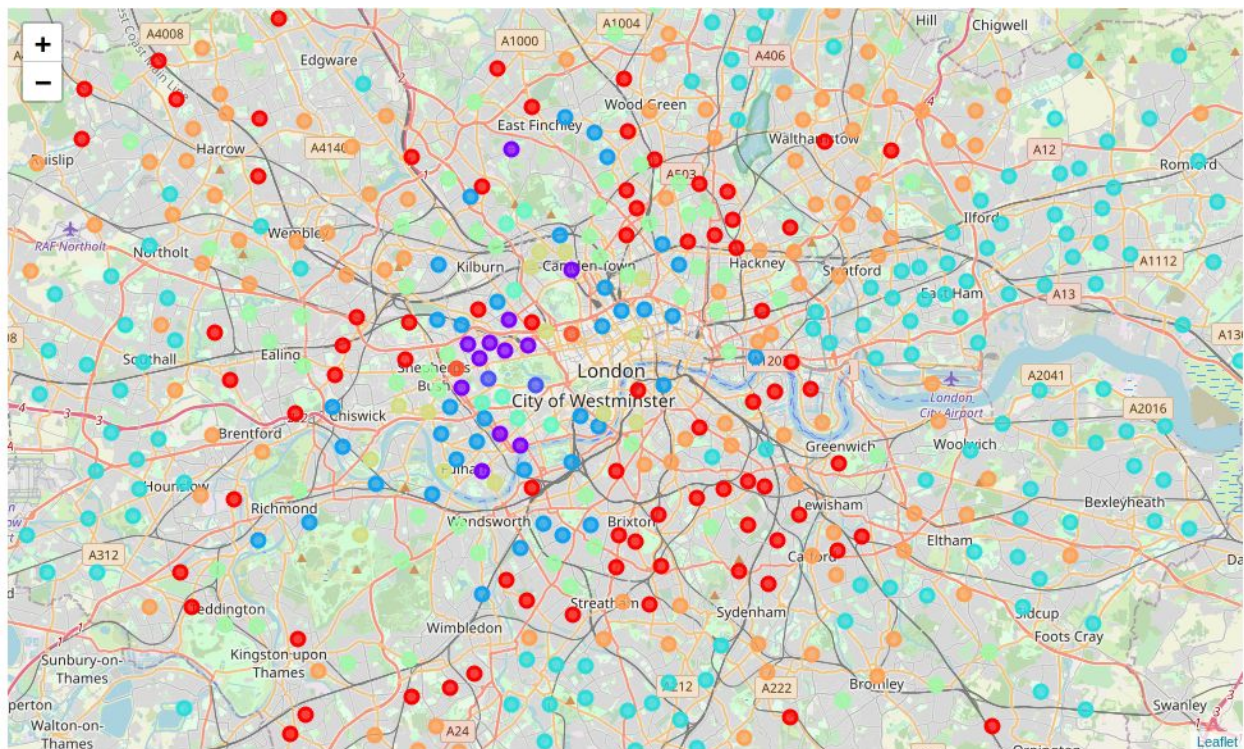 A1004
Hill
Chigwell
A4008
A1000
A406
Edgware
Wood Green
East Finchley
Walthamstow
Harrow
A4140
A12
Ruislip
Romford
A503
Ilford
RAF Northolt
Wembley
Northolt
Kilburn
Camden Town
Hackney
Stratford
A1112
East Ham
A13
Southall
Ealing
Shepherd's
Bush
London
City of Westminster
A2041
London
City Airport
A2016
Chiswick
Brentford
Greenwich
Woolwich
Fulham
Hounslow
Richmond
Bexleyheath
Wandsworth
Brixton
Lewisham
A312
Eltham
Catford
Teddington
Streatham
Sydenham
Sidcup
Wimbledon
Foots Cray
Sunbury-on-
Thames
Kingston upon
Thames
A212
A222
Bromley
Swanley
Walton-on-
Thames
A24
Orpington
Leaflet